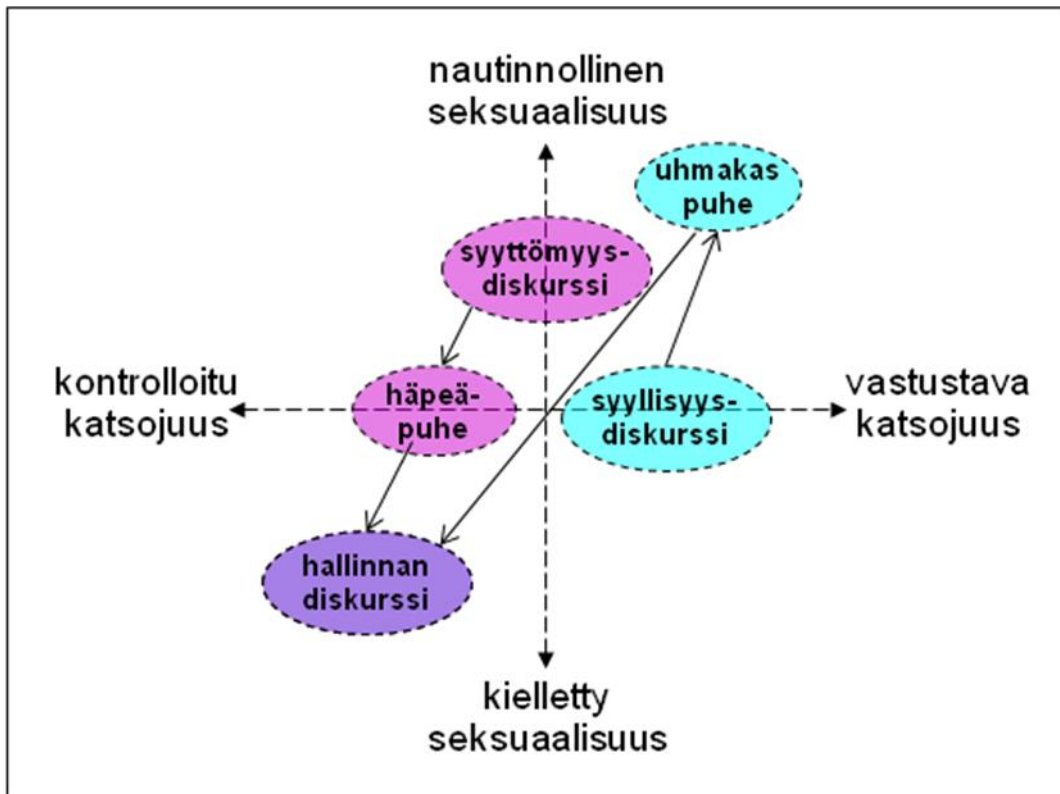 nautinnollinen
seksuaalisuus
uhmakas
puhe
syyttömyys-
diskurssi
kontrolloitu
katsojuus
häpeä-
puhe
syyllisyys-
diskurssi
vastustava
katsojuus
hallinnan
diskurssi
kielletty
seksuaalisuus